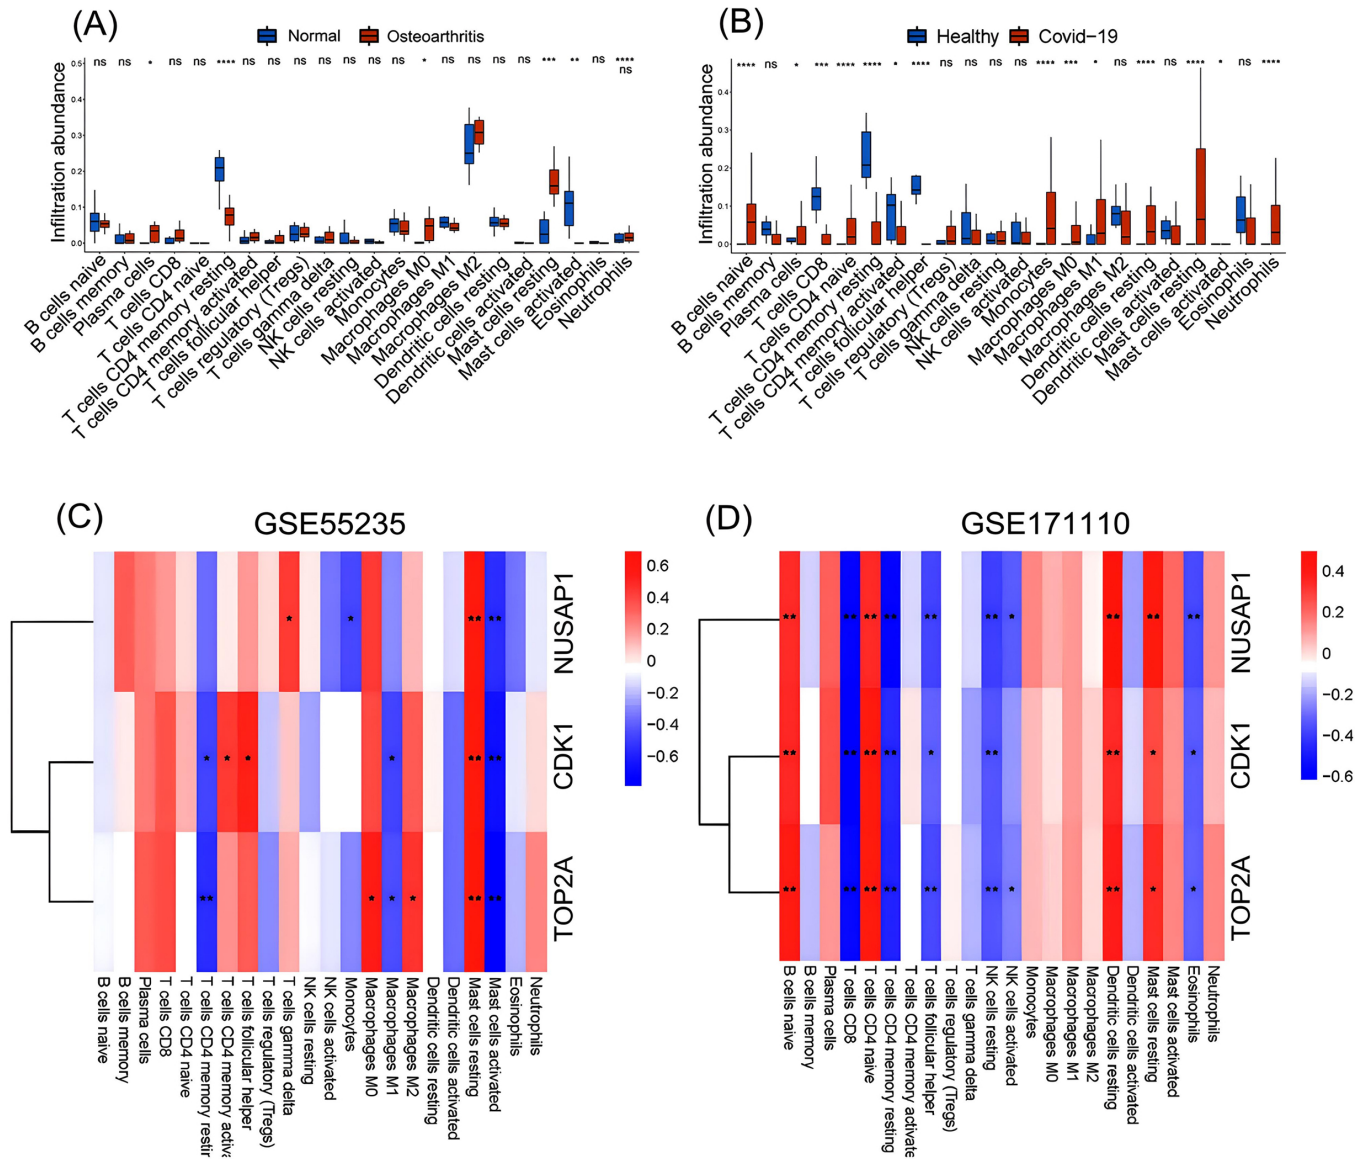 (A)
Normal Osteoarthritis
Infiltration abundance
0.5
0.4
0.3
0.2
0.1
0.0
ns ns * ns ns **** ns ns ns ns ns ns ns * ns ns ns ns *** ** ns ****
ns
B cells naive
B cells memory
Plasma cells
T cells CD8
T cells CD4 naive
T cells CD4 memory resting
T cells CD4 memory activated
T cells follicular helper
T cells regulatory (Tregs)
T cells gamma delta
NK cells resting
NK cells activated
Monocytes
Macrophages M0
Macrophages M1
Macrophages M2
Dendritic cells resting
Dendritic cells activated
Mast cells resting
Mast cells activated
Eosinophils
Neutrophils
(B)
Healthy Covid-19
Infiltration abundance
0.4
0.3
0.2
0.1
0.0
**** ns * *** **** **** * **** ns ns ns ns **** *** * ns **** ns **** * ns ****
B cells naive
B cells memory
Plasma cells
T cells CD8
T cells CD4 naive
T cells CD4 memory resting
T cells CD4 memory activated
T cells follicular helper
T cells regulatory (Tregs)
T cells gamma delta
NK cells resting
NK cells activated
Monocytes
Macrophages M0
Macrophages M1
Macrophages M2
Dendritic cells resting
Dendritic cells activated
Mast cells resting
Mast cells activated
Eosinophils
Neutrophils
(C)
GSE55235
NUSAP1
CDK1
TOP2A
* * ** **
* * * * ** **
** * * * ** **
0.6
0.4
0.2
0
−0.2
−0.4
−0.6
B cells naive
B cells memory
Plasma cells
T cells CD8
T cells CD4 naive
T cells CD4 memory restin
T cells CD4 memory activa
T cells follicular helper
T cells regulatory (Tregs)
T cells gamma delta
NK cells resting
NK cells activated
Monocytes
Macrophages M0
Macrophages M1
Macrophages M2
Dendritic cells resting
Dendritic cells activated
Mast cells resting
Mast cells activated
Eosinophils
Neutrophils
(D)
GSE171110
NUSAP1
CDK1
TOP2A
** ** ** ** ** ** * ** ** **
** ** ** ** * ** ** * *
** ** ** ** ** ** * ** * *
0.4
0.2
0
−0.2
−0.4
−0.6
B cells naive
B cells memory
Plasma cells
T cells CD8
T cells CD4 naive
T cells CD4 memory resting
T cells CD4 memory activate
T cells follicular helper
T cells regulatory (Tregs)
T cells gamma delta
NK cells resting
NK cells activated
Monocytes
Macrophages M0
Macrophages M1
Macrophages M2
Dendritic cells resting
Dendritic cells activated
Mast cells resting
Mast cells activated
Eosinophils
Neutrophils